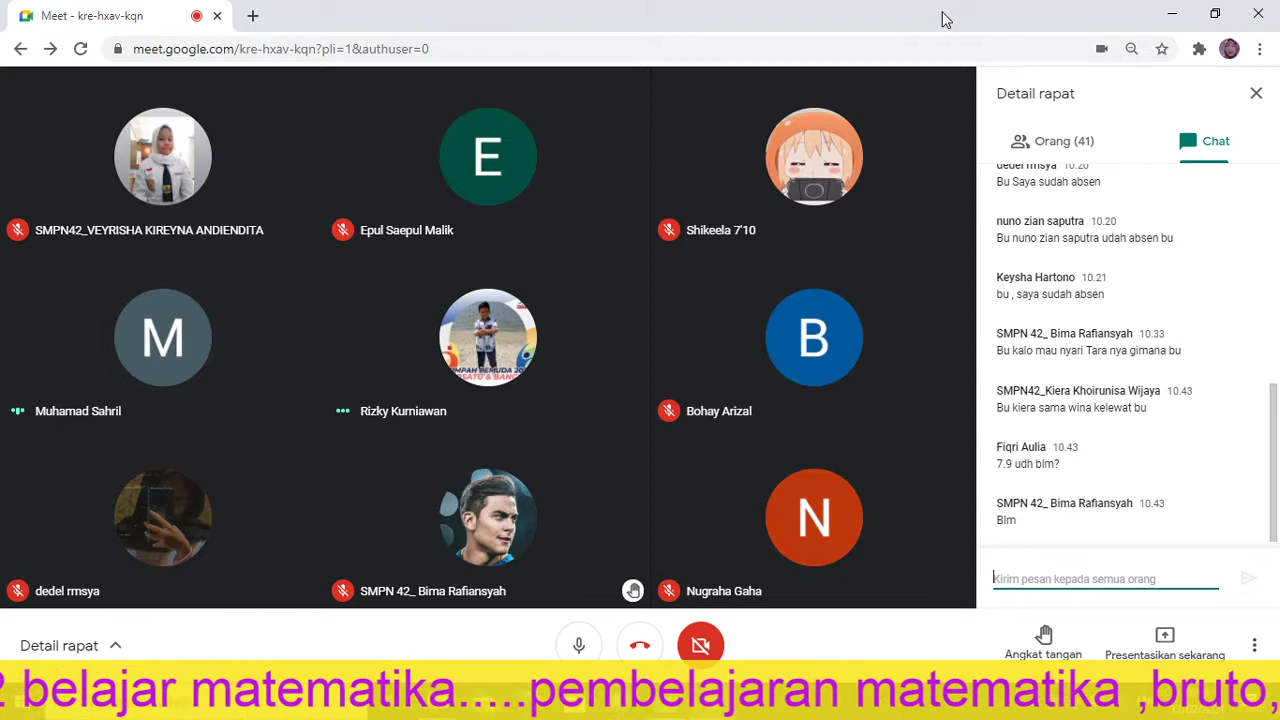 Meet - kre-hxav-kqn
meet.google.com/kre-hxav-kqn?pli=1&authuser=0
SMPN42_VEYRISHA KIREYNA ANDIENDITA
E
Epul Saepul Malik
Shikeela 7'10
M
Muhamad Sahril
UMPAH PEMUDA 20
RSATU & BANG
Rizky Kurniawan
B
Bohay Arizal
dedel rmsya
SMPN 42_ Bima Rafiansyah
N
Nugraha Gaha
Detail rapat
Orang (41)
Chat
dedel rmsya 10.20
Bu Saya sudah absen
nuno zian saputra 10.20
Bu nuno zian saputra udah absen bu
Keysha Hartono 10.21
bu , saya sudah absen
SMPN 42_ Bima Rafiansyah 10.33
Bu kalo mau nyari Tara nya gimana bu
SMPN42_Kiera Khoirunisa Wijaya 10.43
Bu kiera sama wina kelewat bu
Fiqri Aulia 10.43
7.9 udh blm?
SMPN 42_ Bima Rafiansyah 10.43
Blm
Kirim pesan kepada semua orang
Detail rapat
Angkat tangan
Presentasikan sekarang
2 belajar matematika.....pembelajaran matematika ,bruto,